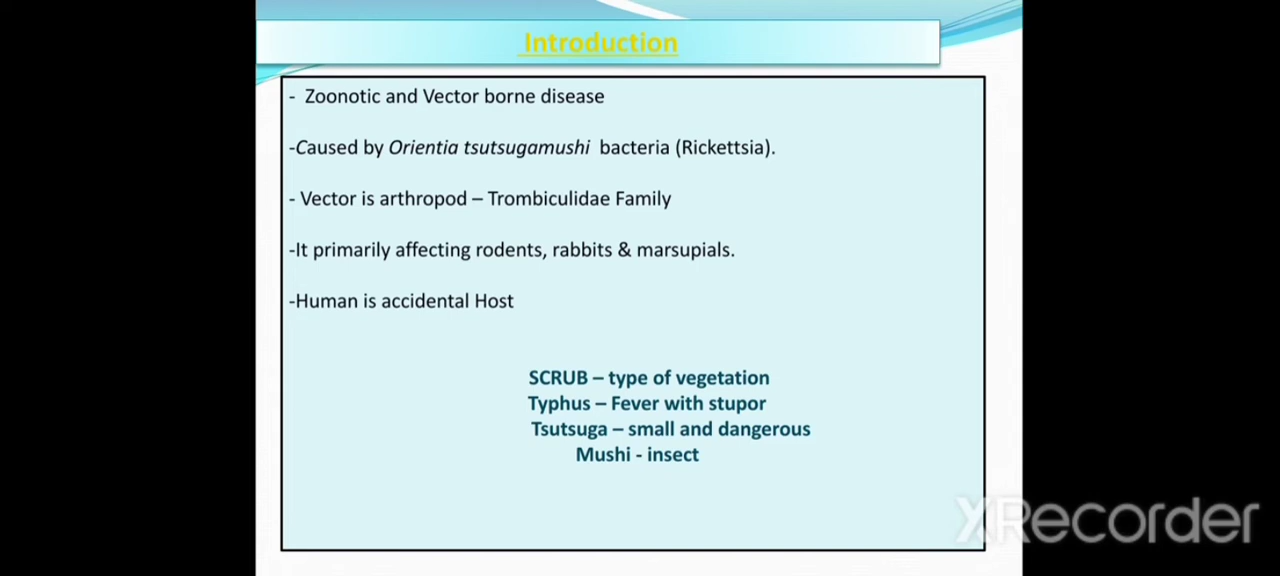 Introduction
- Zoonotic and Vector borne disease
-Caused by Orientia tsutsugamushi bacteria (Rickettsia).
- Vector is arthropod – Trombiculidae Family
-It primarily affecting rodents, rabbits & marsupials.
-Human is accidental Host
SCRUB – type of vegetation
Typhus – Fever with stupor
Tsutsuga – small and dangerous
Mushi - insect
XRecorder